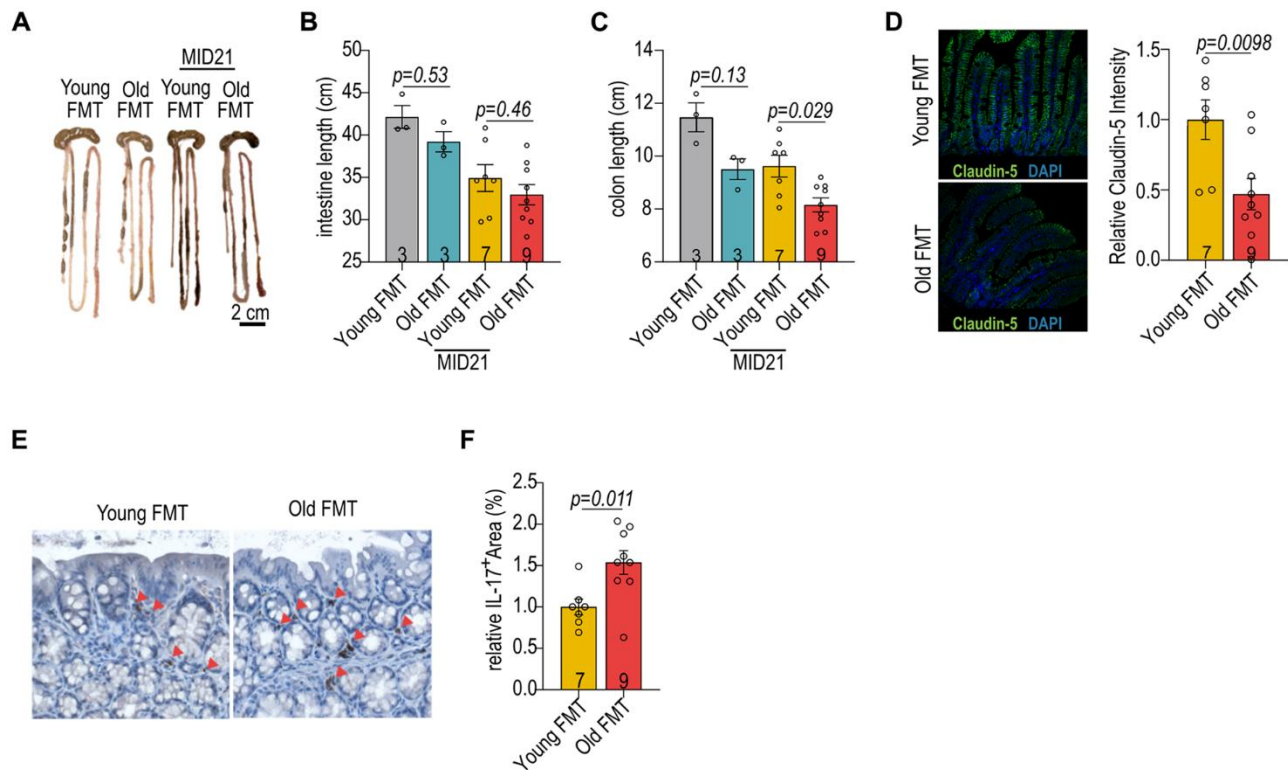 A
MID21
Young FMT
Old FMT
Young FMT
Old FMT
2 cm
B
intestine length (cm)
50
45
40
35
30
25
p=0.53
p=0.46
3
3
7
9
Young FMT
Old FMT
Young FMT
Old FMT
MID21
C
colon length (cm)
14
12
10
8
6
p=0.13
p=0.029
3
3
7
9
Young FMT
Old FMT
Young FMT
Old FMT
MID21
D
Young FMT
Claudin-5 DAPI
Old FMT
Claudin-5 DAPI
Relative Claudin-5 Intensity
1.5
1.0
0.5
0.0
p=0.0098
7
9
Young FMT
Old FMT
E
Young FMT
Old FMT
F
relative IL-17⁺Area (%)
2.5
2.0
1.5
1.0
0.5
0.0
p=0.011
7
9
Young FMT
Old FMT